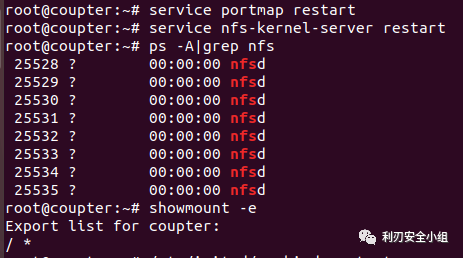 root@coupter:~# service portmap restart
root@coupter:~# service nfs-kernel-server restart
root@coupter:~# ps -A|grep nfs
25528 ?        00:00:00 nfsd
25529 ?        00:00:00 nfsd
25530 ?        00:00:00 nfsd
25531 ?        00:00:00 nfsd
25532 ?        00:00:00 nfsd
25533 ?        00:00:00 nfsd
25534 ?        00:00:00 nfsd
25535 ?        00:00:00 nfsd
root@coupter:~# showmount -e
Export list for coupter:
/ *
利刃安全小组